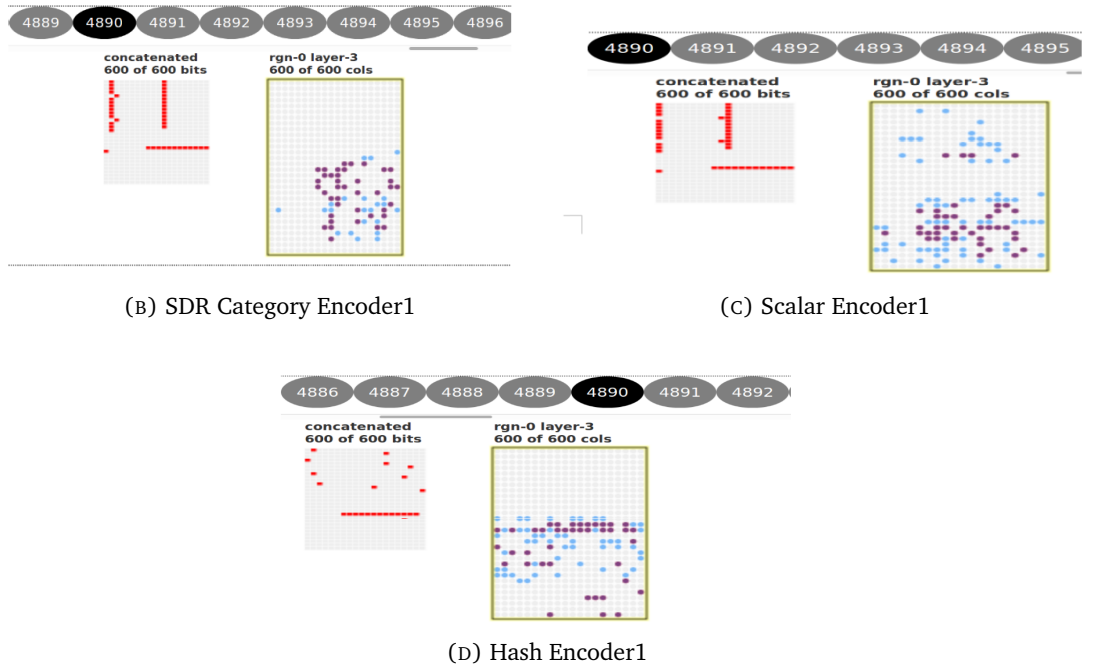 4889 4890 4891 4892 4893 4894 4895 4896
concatenated
600 of 600 bits
rgn-0 layer-3
600 of 600 cols
(B) SDR Category Encoder1
4890 4891 4892 4893 4894 4895
concatenated
600 of 600 bits
rgn-0 layer-3
600 of 600 cols
(C) Scalar Encoder1
4886 4887 4888 4889 4890 4891 4892
concatenated
600 of 600 bits
rgn-0 layer-3
600 of 600 cols
(D) Hash Encoder1